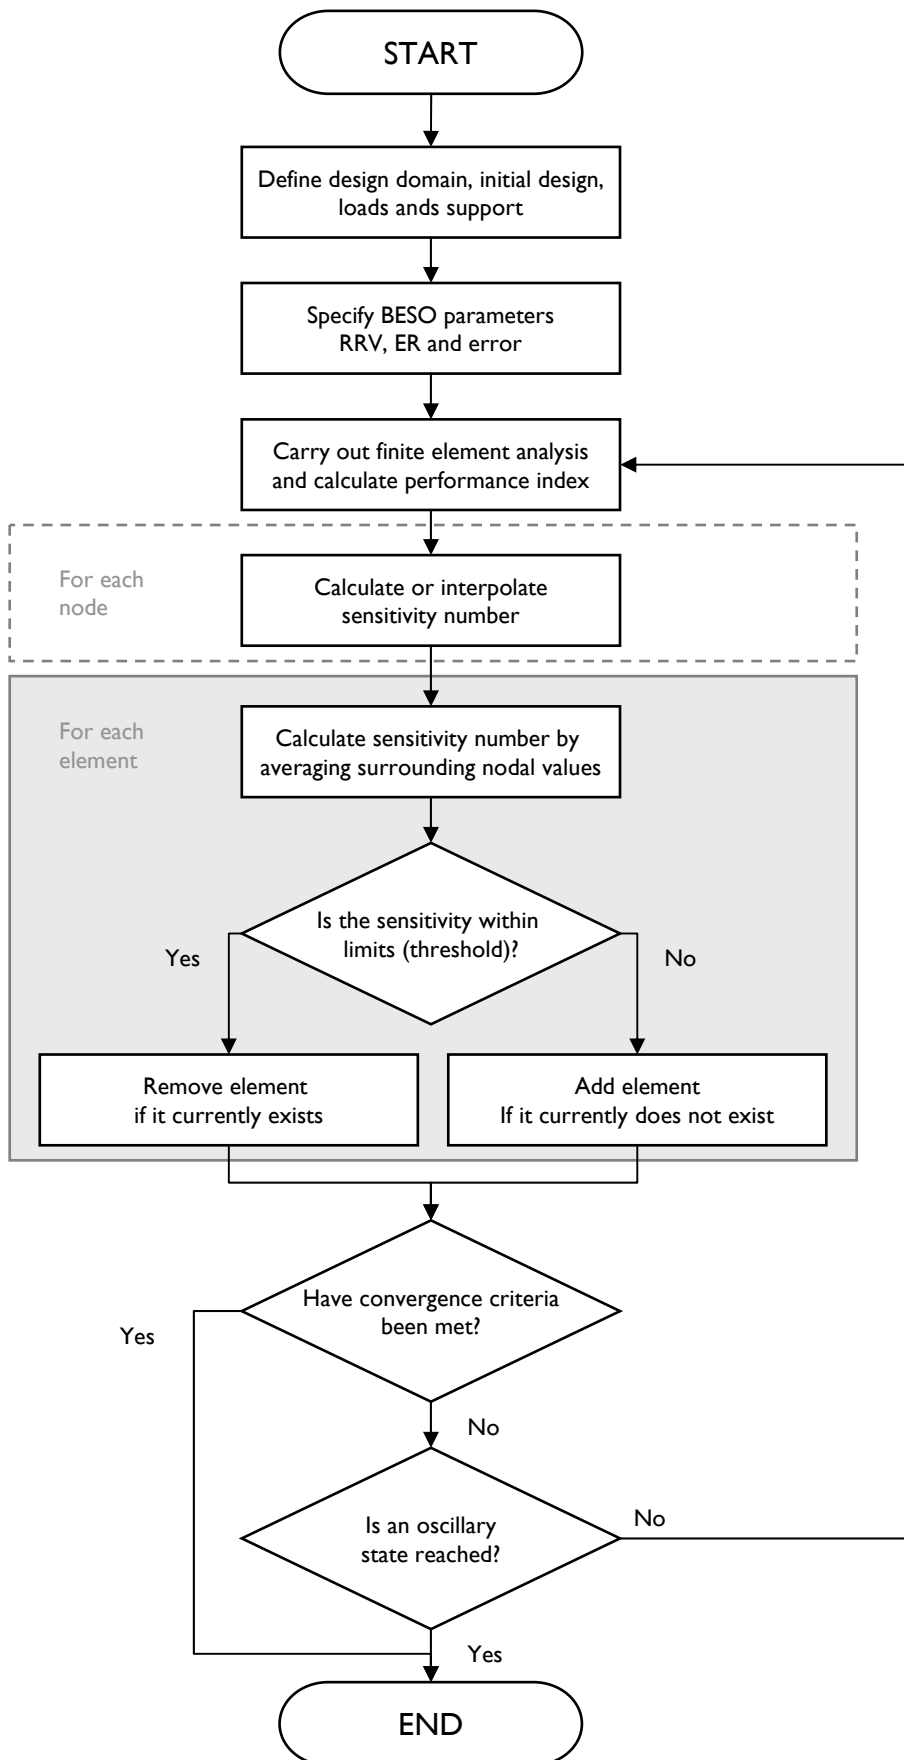 START
Define design domain, initial design,
loads ands support
Specify BESO parameters
RRV, ER and error
Carry out finite element analysis
and calculate performance index
For each
node
Calculate or interpolate
sensitivity number
For each
element
Calculate sensitivity number by
averaging surrounding nodal values
Is the sensitivity within
limits (threshold)?
Yes
No
Remove element
if it currently exists
Add element
If it currently does not exist
Have convergence criteria
been met?
Yes
No
Is an oscillary
state reached?
No
Yes
END